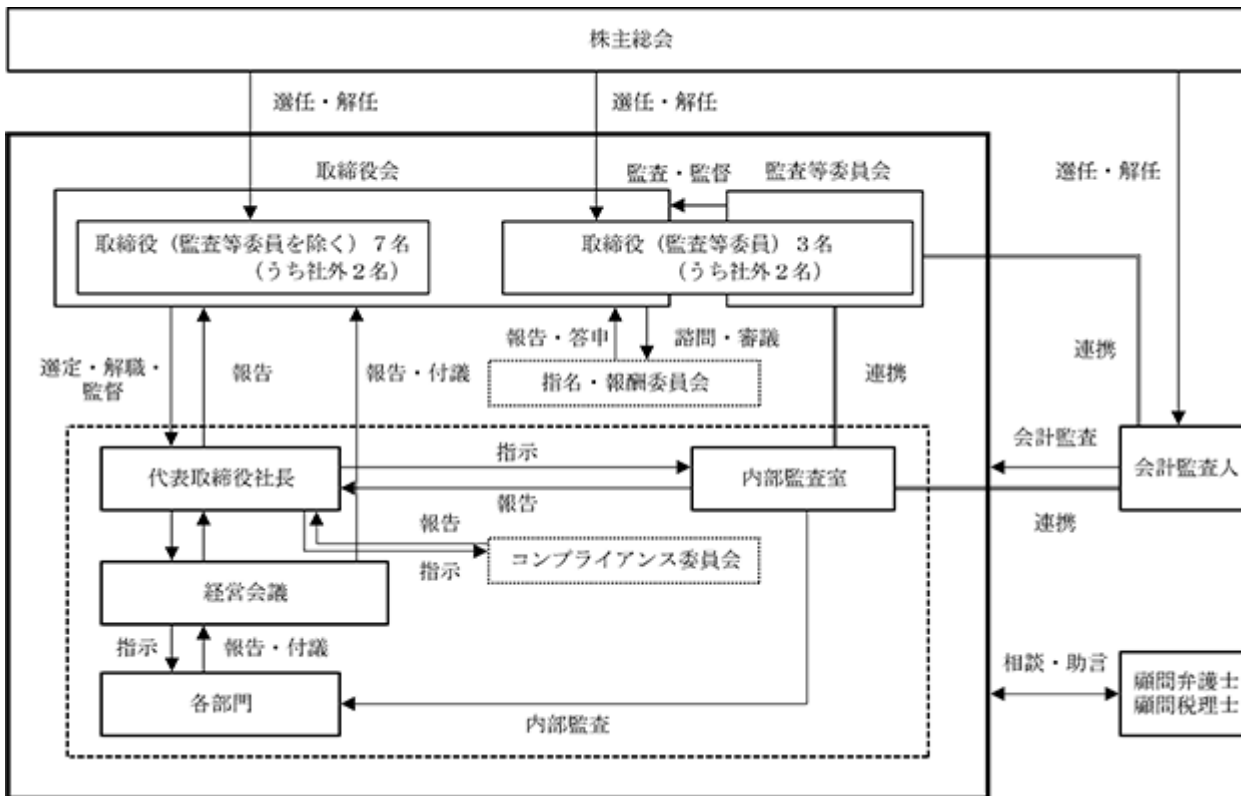 株主総会
選任・解任
選任・解任
選任・解任
取締役会
監査・監督
監査等委員会
取締役（監査等委員を除く）７名
（うち社外２名）
取締役（監査等委員）３名
（うち社外２名）
選定・解職・
監督
報告
報告・付議
報告・答申
諮問・審議
連携
連携
指名・報酬委員会
代表取締役社長
指示
報告
内部監査室
会計監査
会計監査人
連携
報告
指示
コンプライアンス委員会
経営会議
指示
報告・付議
各部門
内部監査
相談・助言
顧問弁護士
顧問税理士